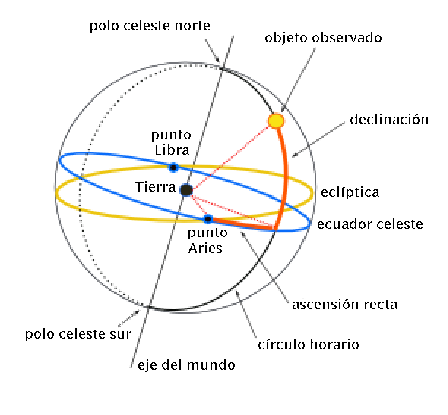 polo celeste norte
objeto observado
declinación
punto
Libra
Tierra
eclíptica
punto
Aries
ecuador celeste
ascensión recta
polo celeste sur
círculo horario
eje del mundo